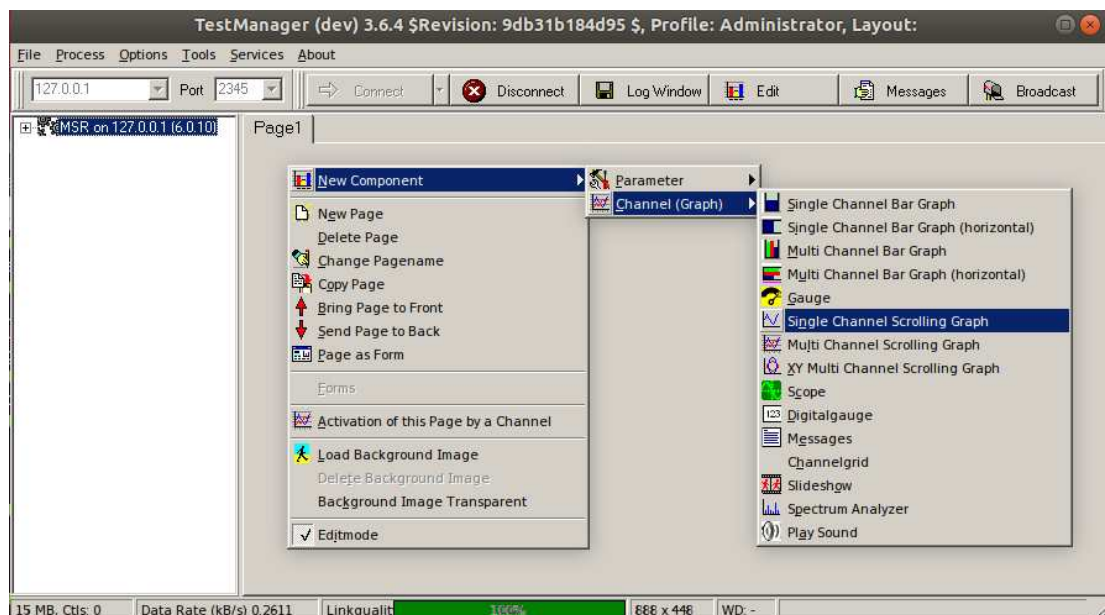 TestManager (dev) 3.6.4 $Revision: 9db31b184d95 $, Profile: Administrator, Layout:
File Process Options Tools Services About
127.0.0.1 Port 2345 Connect Disconnect Log Window Edit Messages Broadcast
MSR on 127.0.0.1 (6.0.10)
Page1
New Component
New Page
Delete Page
Change Pagename
Copy Page
Bring Page to Front
Send Page to Back
Page as Form
Forms
Activation of this Page by a Channel
Load Background Image
Delete Background Image
Background Image Transparent
Editmode
Parameter
Channel (Graph)
Single Channel Bar Graph
Single Channel Bar Graph (horizontal)
Multi Channel Bar Graph
Multi Channel Bar Graph (horizontal)
Gauge
Single Channel Scrolling Graph
Multi Channel Scrolling Graph
XY Multi Channel Scrolling Graph
Scope
123 Digitalgauge
Messages
Channelgrid
Slideshow
Spectrum Analyzer
Play Sound
15 MB, Ctls: 0 Data Rate (kB/s) 0.2611 Linkqualit 100% 888 x 448 WD: -